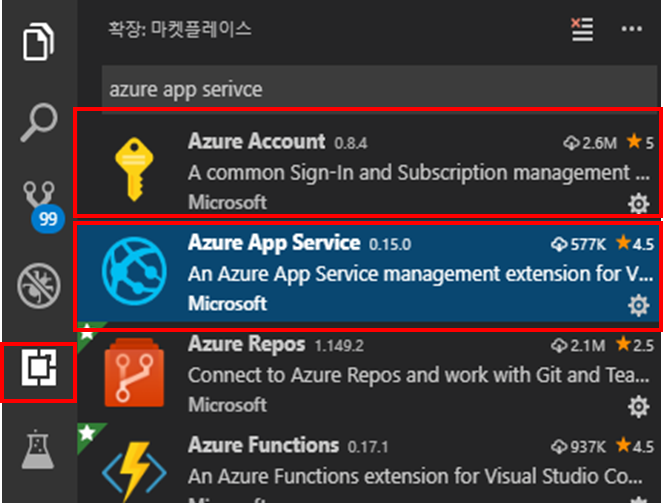 확장: 마켓플레이스
azure app serivce
Azure Account 0.8.4 2.6M 5
A common Sign-In and Subscription management ...
Microsoft
99
Azure App Service 0.15.0 577K 4.5
An Azure App Service management extension for V...
Microsoft
Azure Repos 1.149.2 2.1M 2.5
Connect to Azure Repos and work with Git and Tea...
Microsoft
Azure Functions 0.17.1 937K 4.5
An Azure Functions extension for Visual Studio Co...